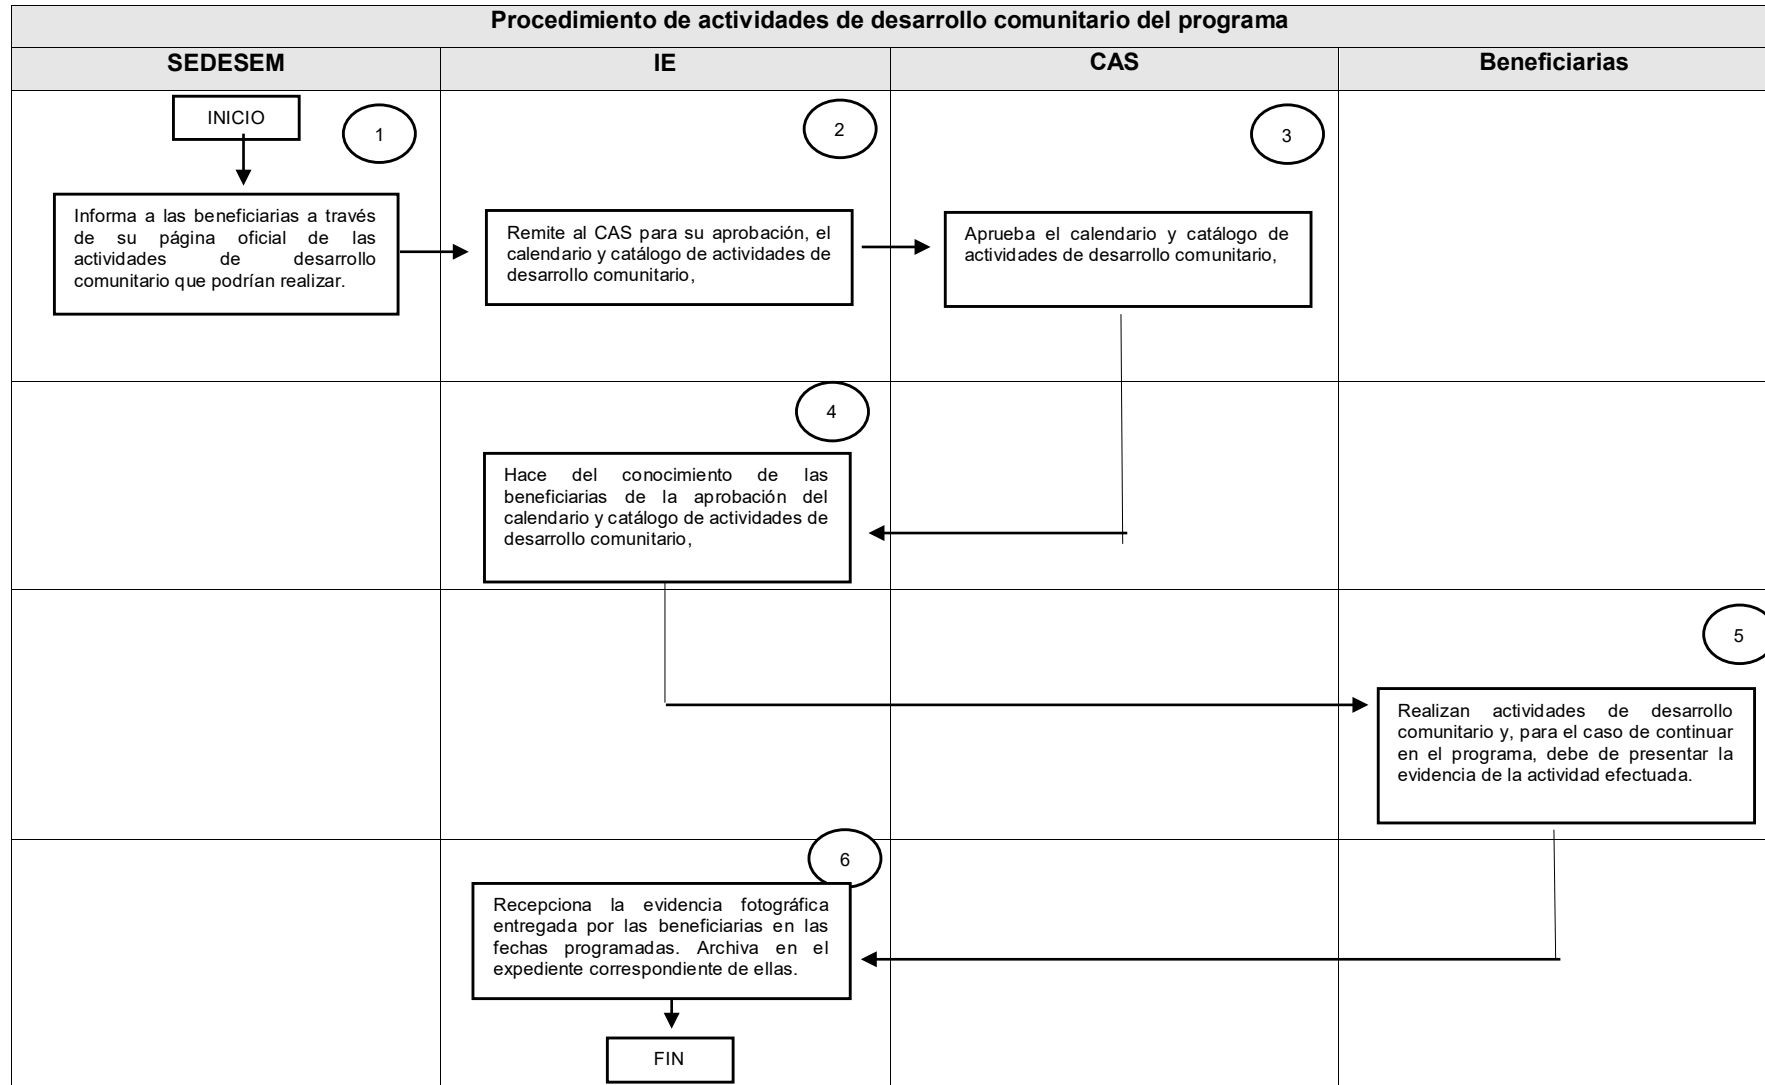 Procedimiento de actividades de desarrollo comunitario del programa
SEDESEM
IE
CAS
Beneficiarias
INICIO
1
Informa a las beneficiarias a través
de su página oficial de las
actividades de desarrollo
comunitario que podrían realizar.
2
Remite al CAS para su aprobación, el
calendario y catálogo de actividades de
desarrollo comunitario,
3
Aprueba el calendario y catálogo de
actividades de desarrollo comunitario,
4
Hace del conocimiento de las
beneficiarias de la aprobación del
calendario y catálogo de actividades de
desarrollo comunitario,
5
Realizan actividades de desarrollo
comunitario y, para el caso de continuar
en el programa, debe de presentar la
evidencia de la actividad efectuada.
6
Recepciona la evidencia fotográfica
entregada por las beneficiarias en las
fechas programadas. Archiva en el
expediente correspondiente de ellas.
FIN